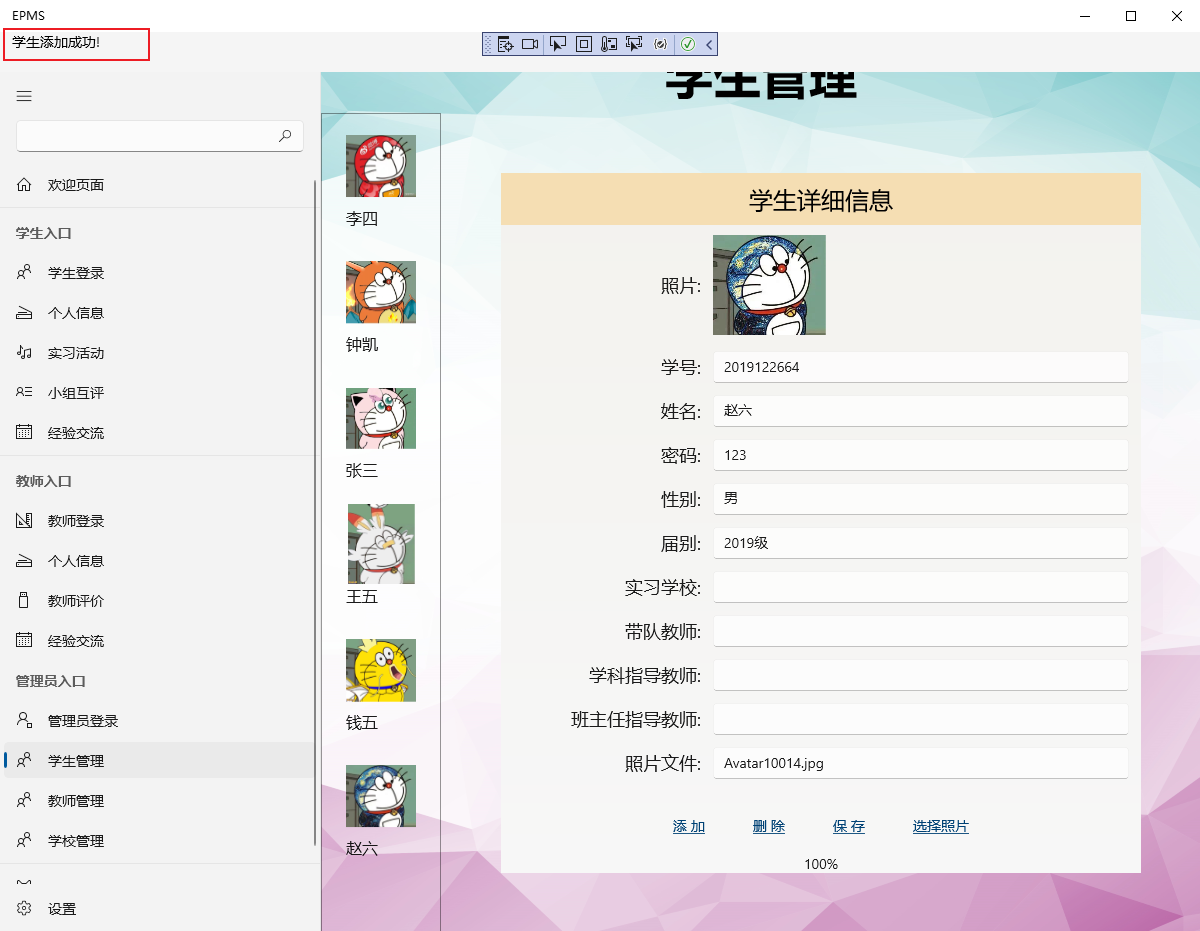 EPMS
学生添加成功!
欢迎页面
学生入口
学生登录
个人信息
实习活动
小组互评
经验交流
教师入口
教师登录
个人信息
教师评价
经验交流
管理员入口
管理员登录
学生管理
教师管理
学校管理
设置
李四
钟凯
张三
王五
钱五
赵六
学生管理
学生详细信息
照片:
学号: 2019122664
姓名: 赵六
密码: 123
性别: 男
届别: 2019级
实习学校:
带队教师:
学科指导教师:
班主任指导教师:
照片文件: Avatar10014.jpg
添 加 删 除 保 存 选择照片
100%